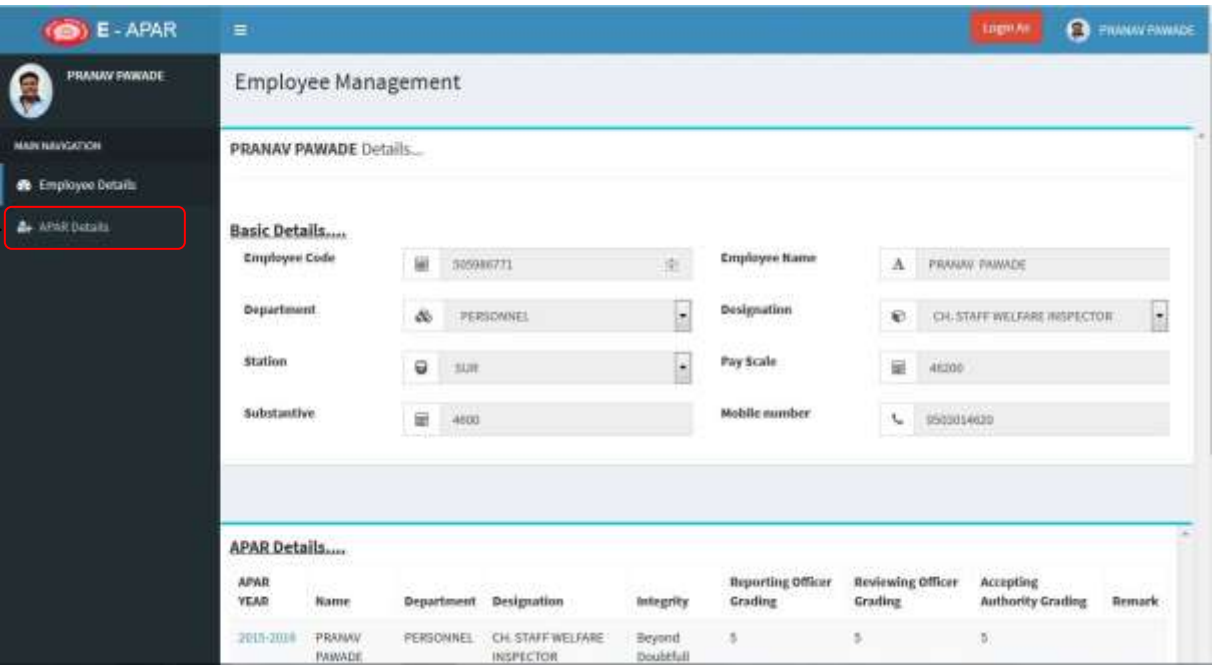 E - APAR
Login As
PRANAV PAWADE
PRANAV PAWADE
Employee Management
MAIN NAVIGATION
PRANAV PAWADE Details...
Employee Details
APAR Details
Basic Details....
Employee Code
505986771
Employee Name
A PRANAV PAWADE
Department
PERSONNEL
Designation
CH. STAFF WELFARE INSPECTOR
Station
SUR
Pay Scale
46200
Substantive
4600
Mobile number
APAR Details....
APAR YEAR Name Department Designation Integrity Reporting Officer Grading Reviewing Officer Grading Accepting Authority Grading Remark
2015-2016 PRANAV PAWADE PERSONNEL CH. STAFF WELFARE INSPECTOR Beyond Doubtfull 5 5 5